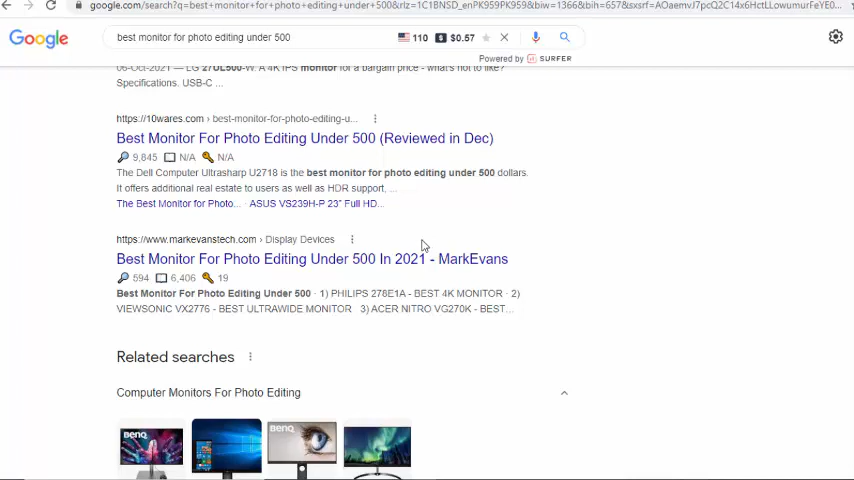 google.com/search?q=best+monitor+for+photo+editing+under+500&rlz=1C1BNSD_enPK959PK959&biw=1366&bih=657&sxsrf=
Google
best monitor for photo editing under 500
110 $ $0.57
Powered by SURFER
06-Oct-2021 — LG 27UL500-W. A 4K IPS monitor for a bargain price - what's not to like?
Specifications. USB-C ...
https://10wares.com › best-monitor-for-photo-editing-u...
Best Monitor For Photo Editing Under 500 (Reviewed in Dec)
9,845 N/A N/A
The Dell Computer Ultrasharp U2718 is the best monitor for photo editing under 500 dollars.
It offers additional real estate to users as well as HDR support, ...
The Best Monitor for Photo... · ASUS VS239H-P 23" Full HD...
https://www.markevanstech.com › Display Devices
Best Monitor For Photo Editing Under 500 In 2021 - MarkEvans
594 6,406 19
Best Monitor For Photo Editing Under 500 · 1) PHILIPS 278E1A - BEST 4K MONITOR · 2)
VIEWSONIC VX2776 - BEST ULTRAWIDE MONITOR 3) ACER NITRO VG270K - BEST...
Related searches
Computer Monitors For Photo Editing
BenQ
BenQ